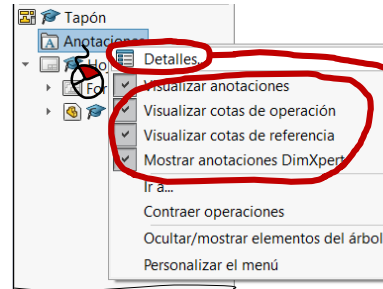 Tapón
Anotaciones
Detalles...
Ho
Visualizar anotaciones
For
Visualizar cotas de operación
Visualizar cotas de referencia
Mostrar anotaciones DimXpert
Ir a...
Contraer operaciones
Ocultar/mostrar elementos del árbol
Personalizar el menú